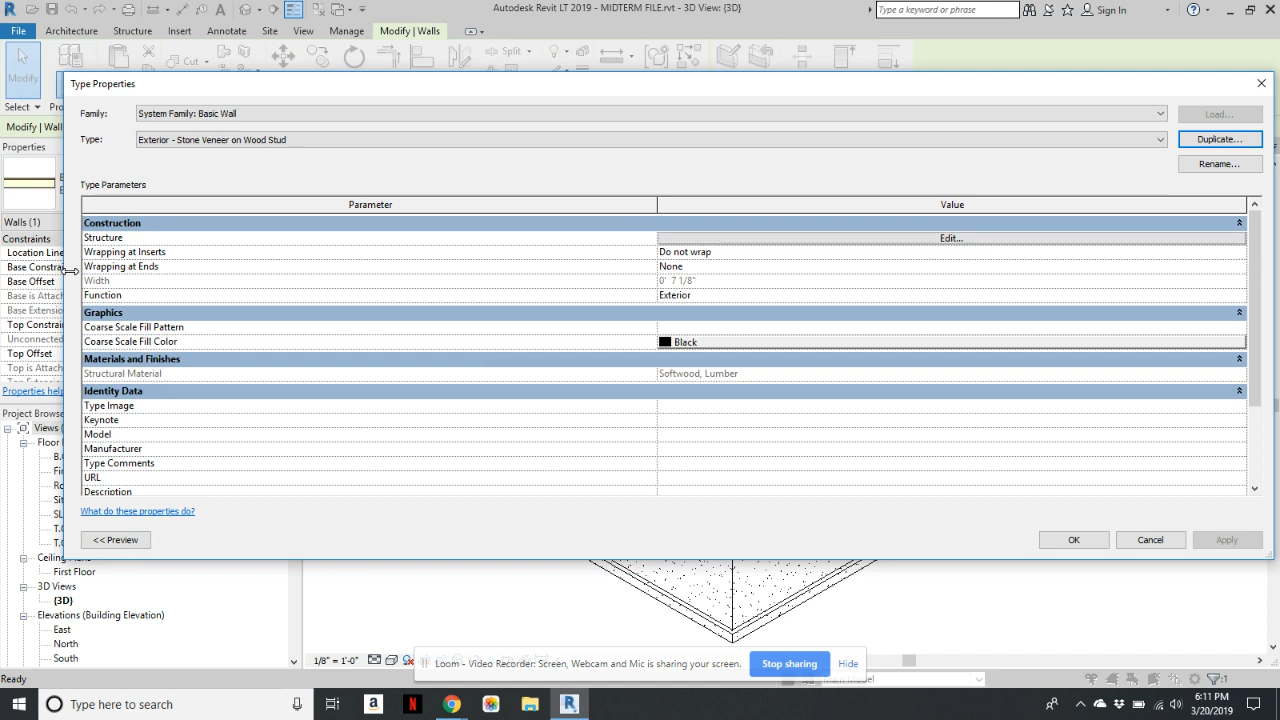 Autodesk Revit LT 2019 - MIDTERM FILE.rvt - 3D View: {3D}
Type a keyword or phrase
Sign In
File Architecture Structure Insert Annotate Site View Manage Modify | Walls
Modify
Cut
Split
Select
Modify | Wall
Type Properties
Family: System Family: Basic Wall Load...
Type: Exterior - Stone Veneer on Wood Stud Duplicate...
Rename...
Properties
Type Parameters
Parameter Value
Construction
Structure Edit...
Wrapping at Inserts Do not wrap
Wrapping at Ends None
Width 0' 7 1/8"
Function Exterior
Graphics
Coarse Scale Fill Pattern
Coarse Scale Fill Color Black
Materials and Finishes
Structural Material Softwood, Lumber
Identity Data
Type Image
Keynote
Model
Manufacturer
Type Comments
URL
Description
What do these properties do?
<< Preview OK Cancel Apply
Walls (1)
Constraints
Location Line
Base Constrai
Base Offset
Base is Attach
Base Extensio
Top Constrain
Unconnected
Top Offset
Top is Attach
Properties help
Project Browse
Views (
Floor
First Floor
3D Views
{3D}
Elevations (Building Elevation)
East
North
South
1/8" = 1'-0"
Loom - Video Recorder: Screen, Webcam and Mic is sharing your screen. Stop sharing Hide
Ready
Main Model
:1
Type here to search
6:11 PM
3/20/2019